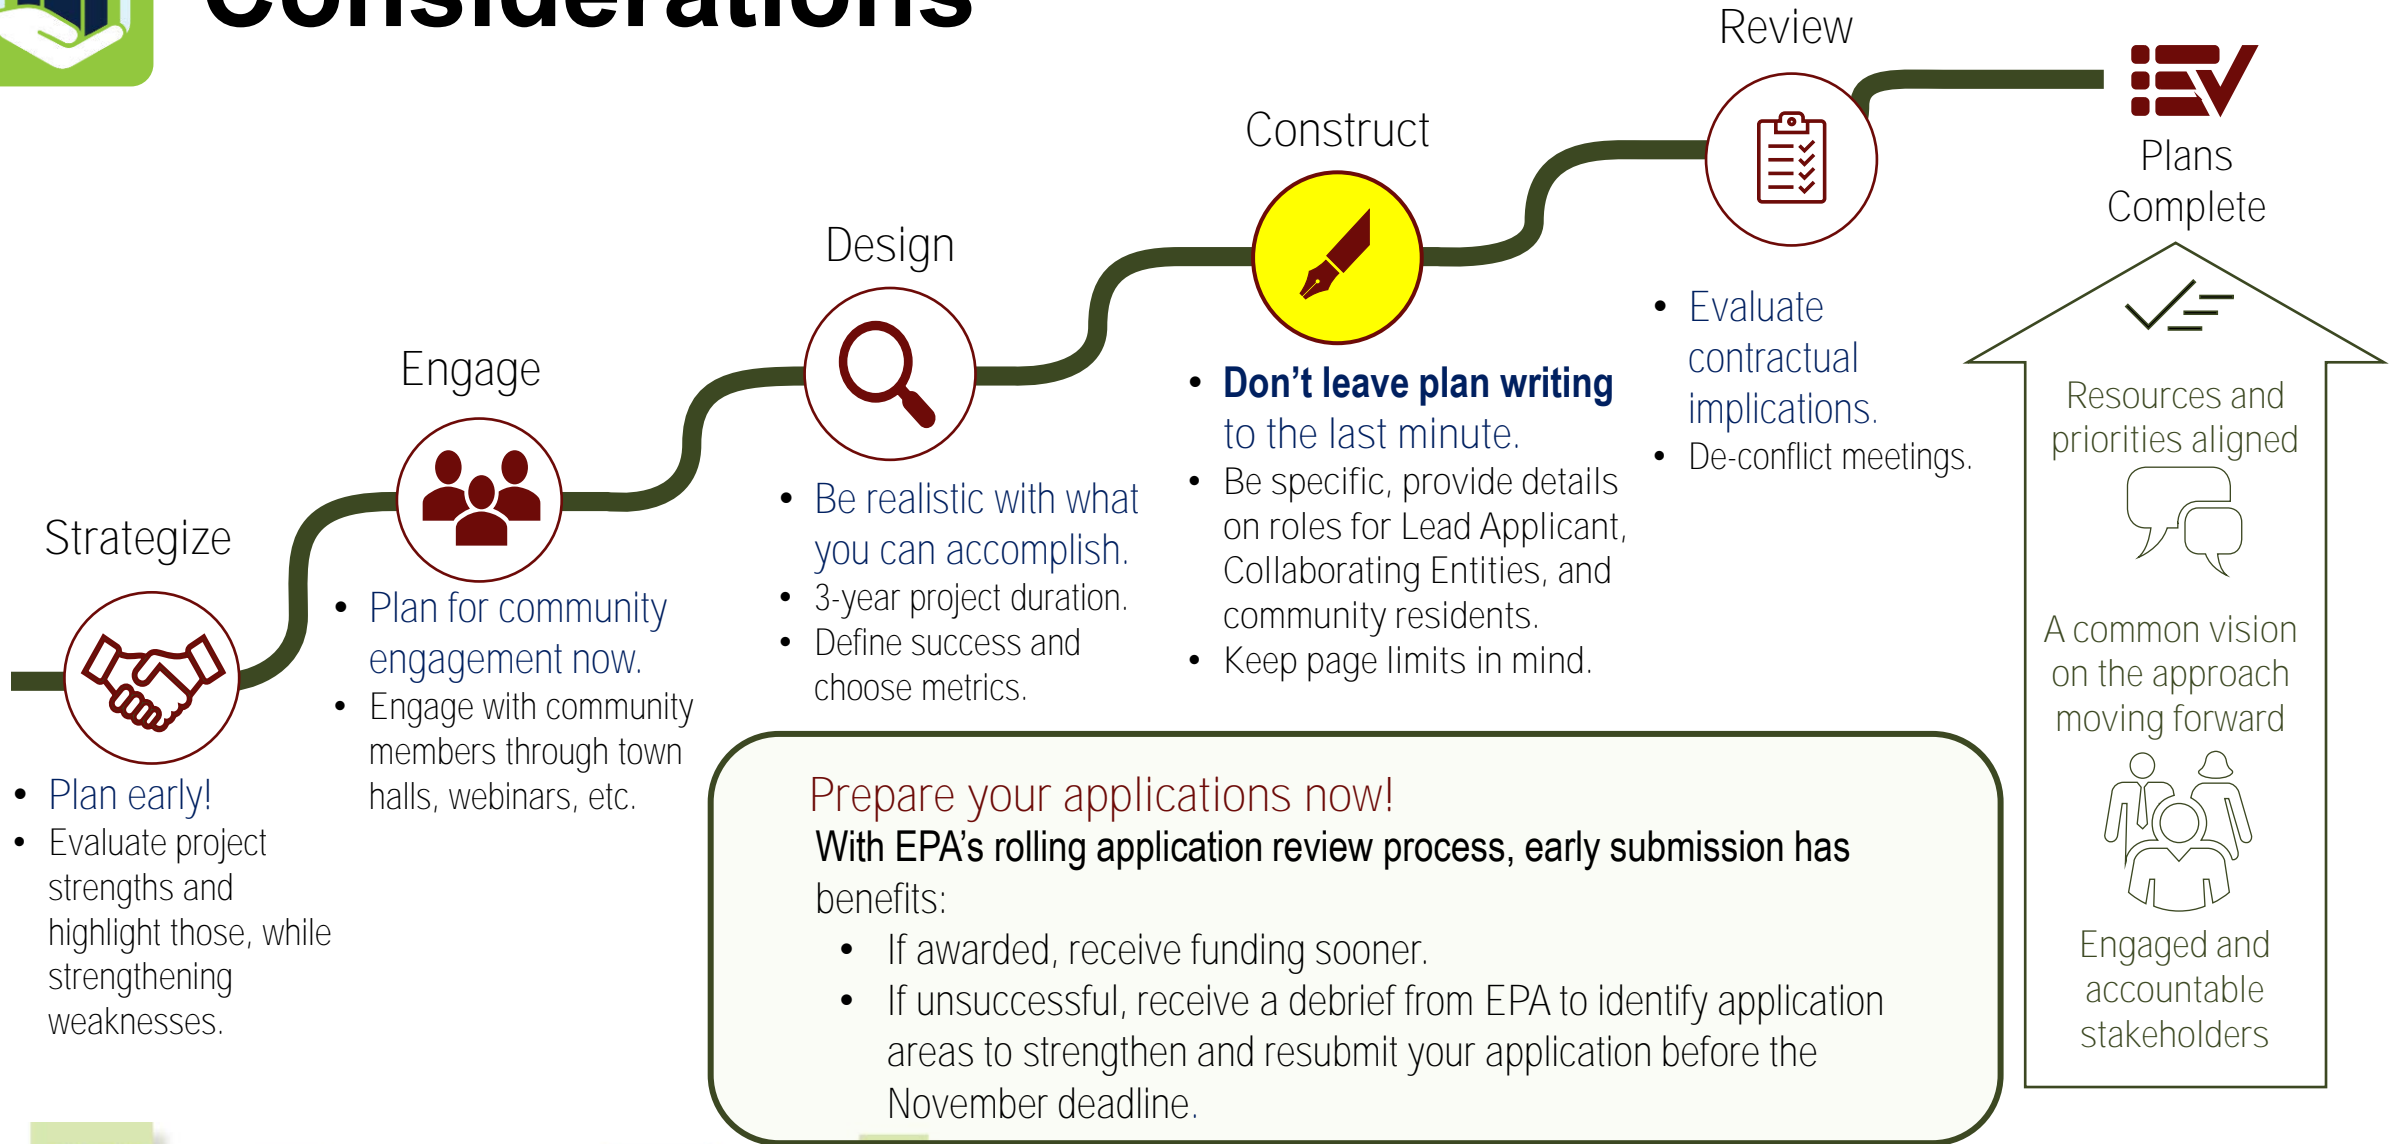 Considerations
Strategize
• Plan early!
• Evaluate project
strengths and
highlight those, while
strengthening
weaknesses.
Engage
• Plan for community
engagement now.
• Engage with community
members through town
halls, webinars, etc.
Design
• Be realistic with what
you can accomplish.
• 3-year project duration.
• Define success and
choose metrics.
Construct
• Don’t leave plan writing
to the last minute.
• Be specific, provide details
on roles for Lead Applicant,
Collaborating Entities, and
community residents.
• Keep page limits in mind.
Review
• Evaluate
contractual
implications.
• De-conflict meetings.
Plans
Complete
Resources and
priorities aligned
A common vision
on the approach
moving forward
Engaged and
accountable
stakeholders
Prepare your applications now!
With EPA’s rolling application review process, early submission has
benefits:
• If awarded, receive funding sooner.
• If unsuccessful, receive a debrief from EPA to identify application
areas to strengthen and resubmit your application before the
November deadline.